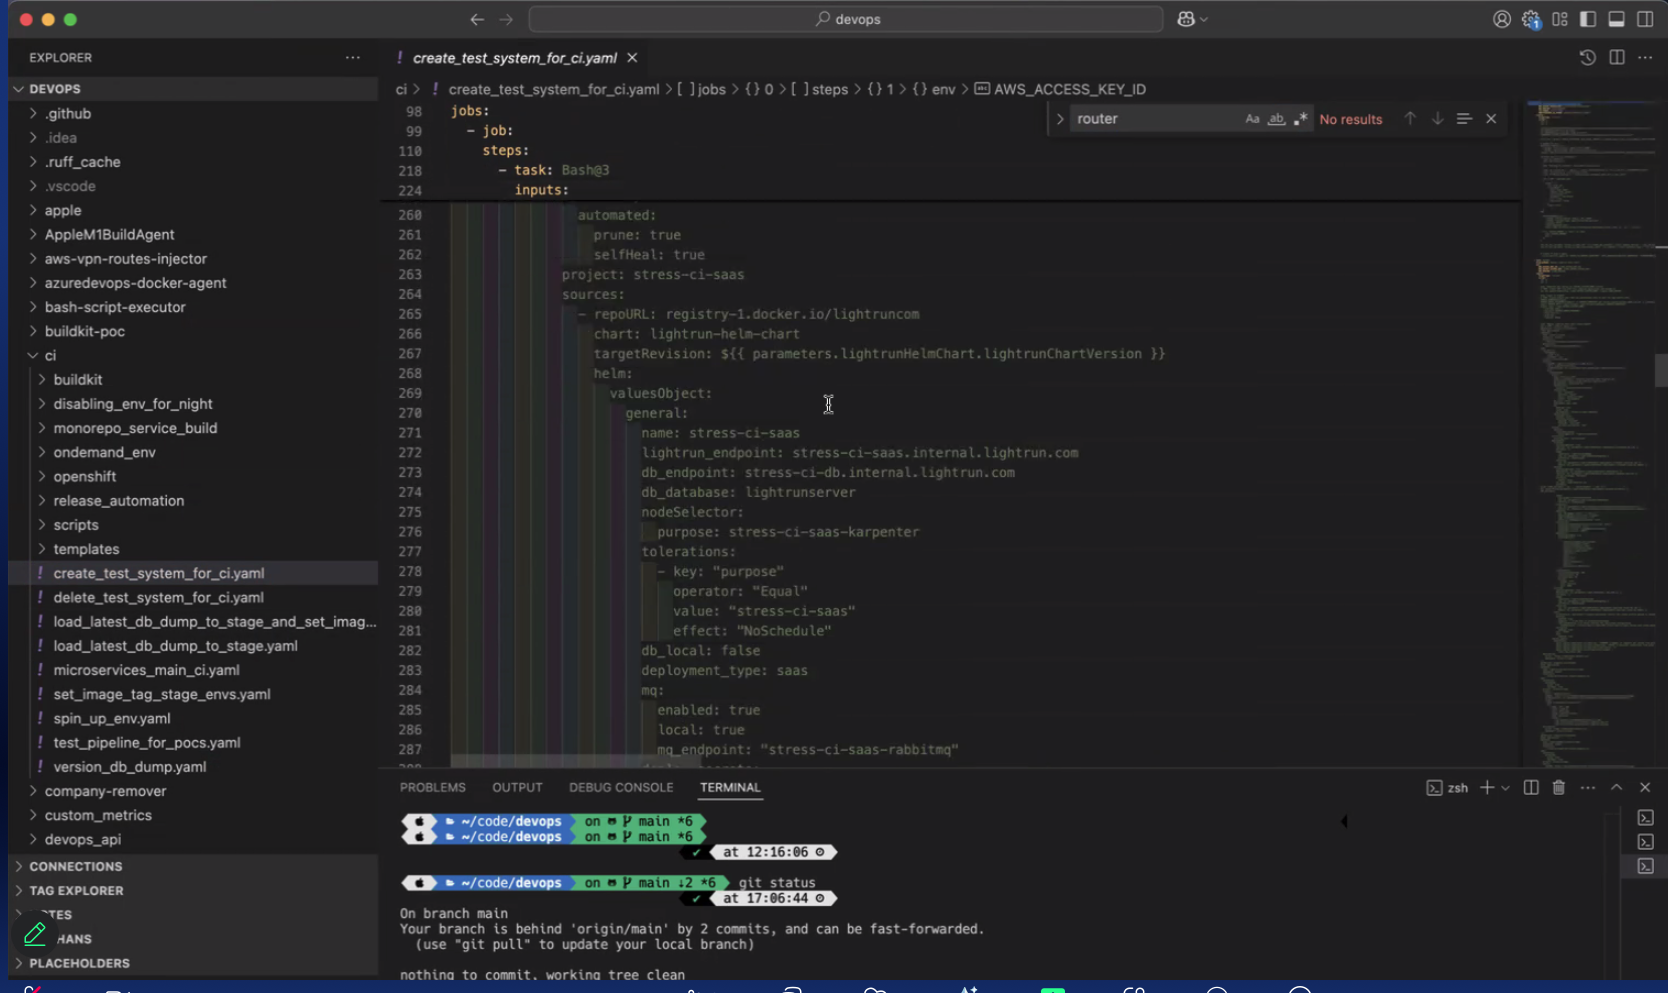 devops
EXPLORER
create_test_system_for_ci.yaml
DEVOPS
ci > ! create_test_system_for_ci.yaml > [ ] jobs > { } 0 > [ ] steps > { } 1 > { } env > AWS_ACCESS_KEY_ID
router
Aa
ab
No results
.github
.idea
.ruff_cache
.vscode
apple
AppleM1BuildAgent
aws-vpn-routes-injector
azuredevops-docker-agent
bash-script-executor
buildkit-poc
ci
buildkit
disabling_env_for_night
monorepo_service_build
ondemand_env
openshift
release_automation
scripts
templates
! create_test_system_for_ci.yaml
! delete_test_system_for_ci.yaml
! load_latest_db_dump_to_stage_and_set_imag...
! load_latest_db_dump_to_stage.yaml
! microservices_main_ci.yaml
! set_image_tag_stage_envs.yaml
! spin_up_env.yaml
! test_pipeline_for_pocs.yaml
! version_db_dump.yaml
company-remover
custom_metrics
devops_api
CONNECTIONS
TAG EXPLORER
TES
HANS
PLACEHOLDERS
98 jobs:
99 - job:
110 steps:
218 - task: Bash@3
224 inputs:
260 automated:
261 prune: true
262 selfHeal: true
263 project: stress-ci-saas
264 sources:
265 - repoURL: registry-1.docker.io/lightruncom
266 chart: lightrun-helm-chart
267 targetRevision: ${{ parameters.lightrunHelmChart.lightrunChartVersion }}
268 helm:
269 valuesObject:
270 general:
271 name: stress-ci-saas
272 lightrun_endpoint: stress-ci-saas.internal.lightrun.com
273 db_endpoint: stress-ci-db.internal.lightrun.com
274 db_database: lightrunserver
275 nodeSelector:
276 purpose: stress-ci-saas-karpenter
277 tolerations:
278 - key: "purpose"
279 operator: "Equal"
280 value: "stress-ci-saas"
281 effect: "NoSchedule"
282 db_local: false
283 deployment_type: saas
284 mq:
285 enabled: true
286 local: true
287 mq_endpoint: "stress-ci-saas-rabbitmq"
PROBLEMS OUTPUT DEBUG CONSOLE TERMINAL
zsh
~/code/devops on main *6
~/code/devops on main *6
✔ at 12:16:06
~/code/devops on main ↓2 *6 git status
✔ at 17:06:44
On branch main
Your branch is behind 'origin/main' by 2 commits, and can be fast-forwarded.
(use "git pull" to update your local branch)
nothing to commit, working tree clean